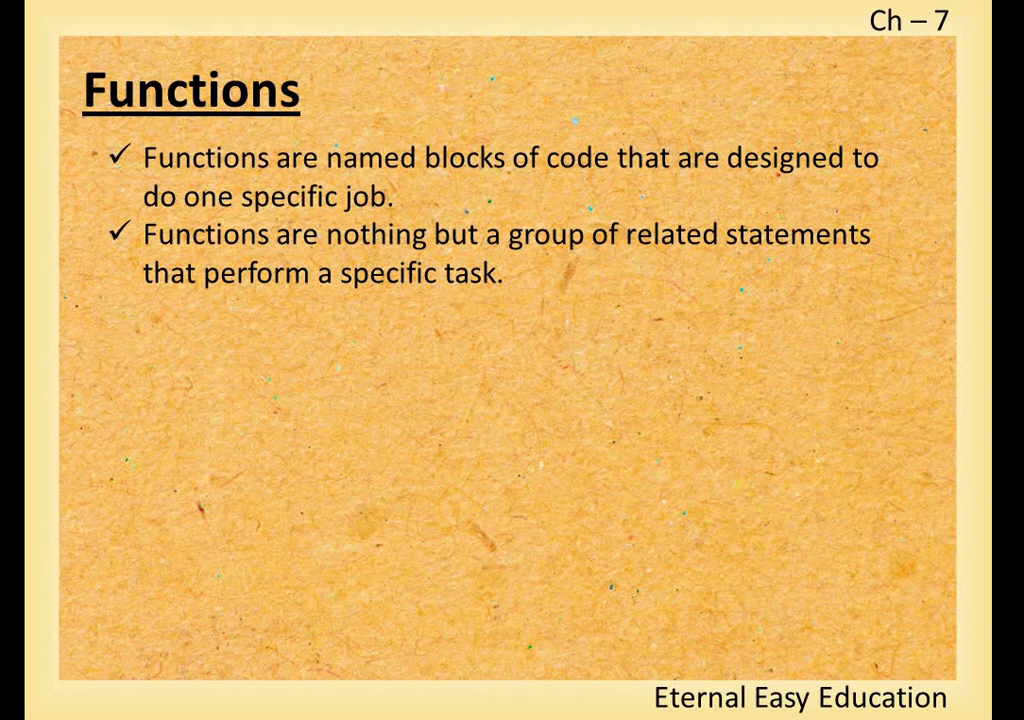 Ch – 7
Functions
✓ Functions are named blocks of code that are designed to
do one specific job.
✓ Functions are nothing but a group of related statements
that perform a specific task.
Eternal Easy Education